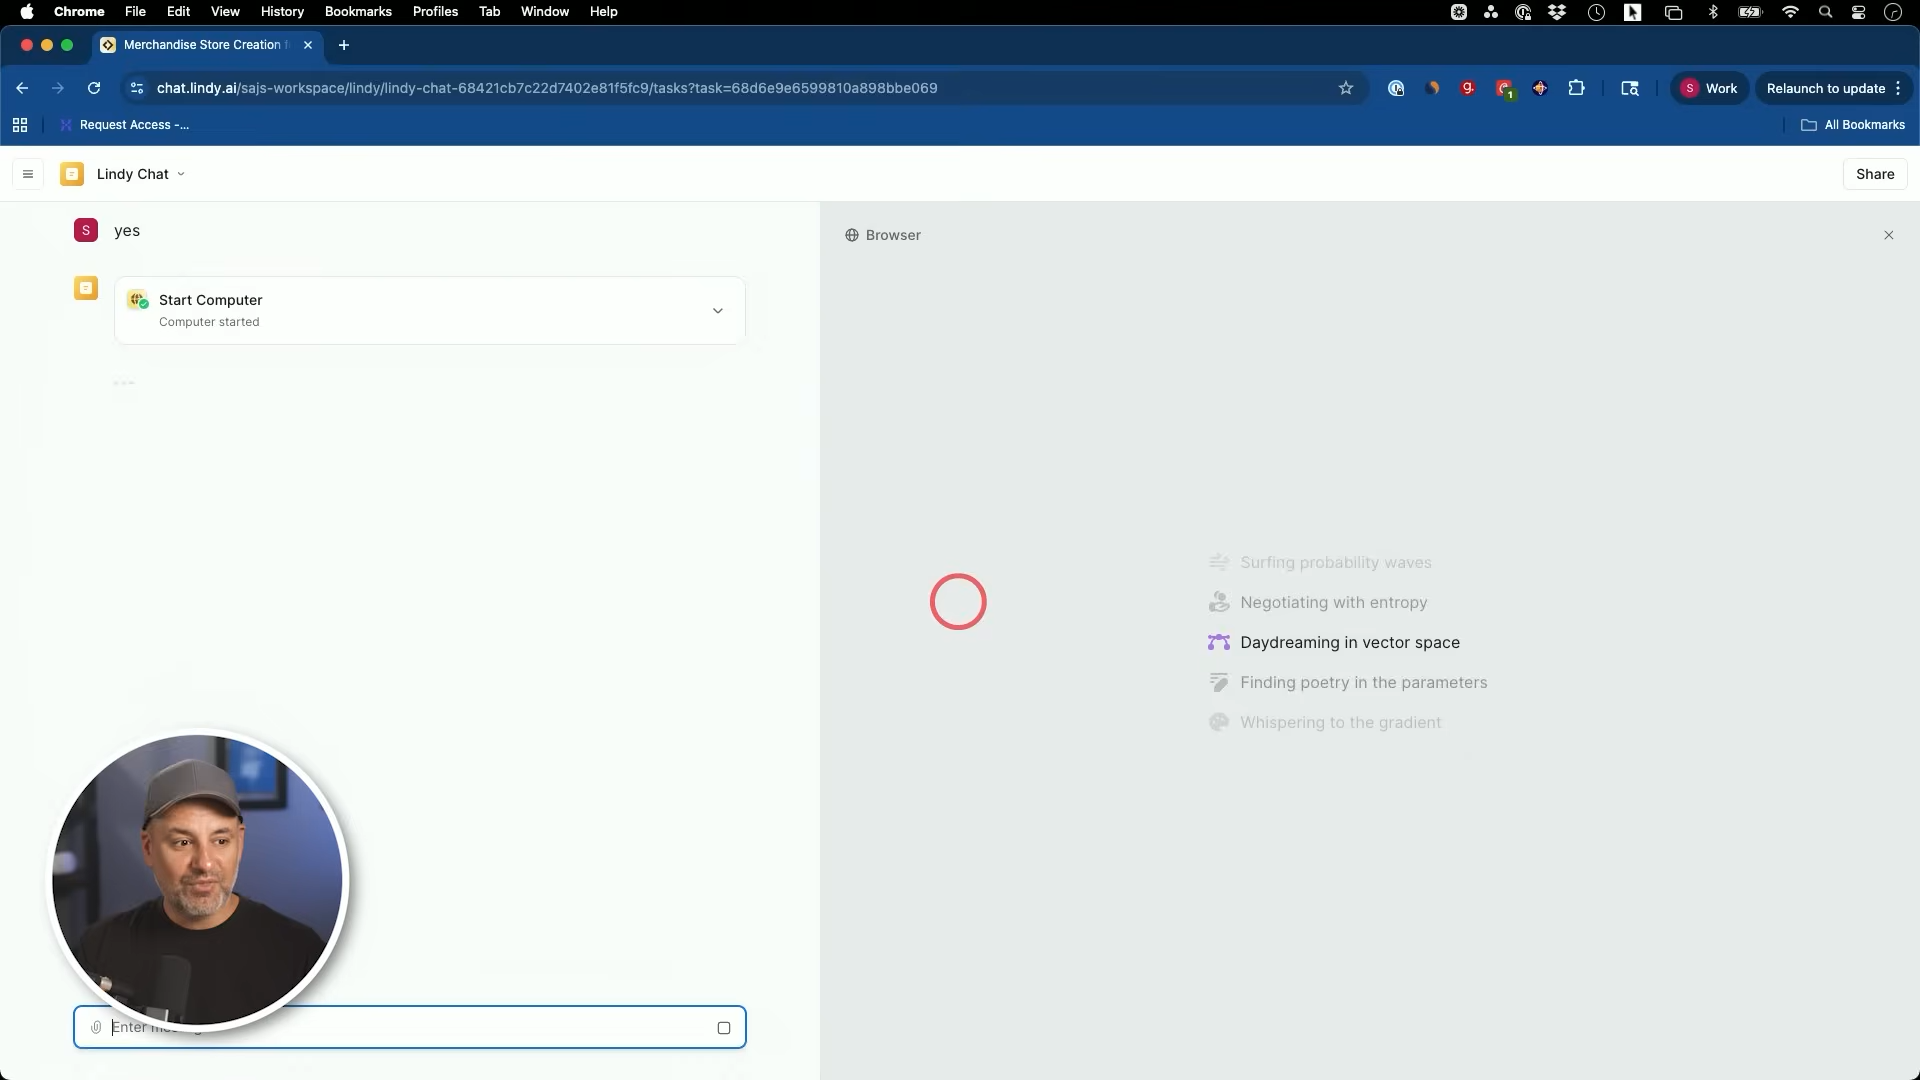 Chrome File Edit View History Bookmarks Profiles Tab Window Help
Merchandise Store Creation
chat.lindy.ai/sajs-workspace/lindy/lindy-chat-68421cb7c22d7402e81f5fc9/tasks?task=68d6e9e6599810a898bbe069
g. 1 S Work Relaunch to update
Request Access -... All Bookmarks
Lindy Chat Share
S yes
Browser
Start Computer
Computer started
Surfing probability waves
Negotiating with entropy
Daydreaming in vector space
Finding poetry in the parameters
Whispering to the gradient
Enter